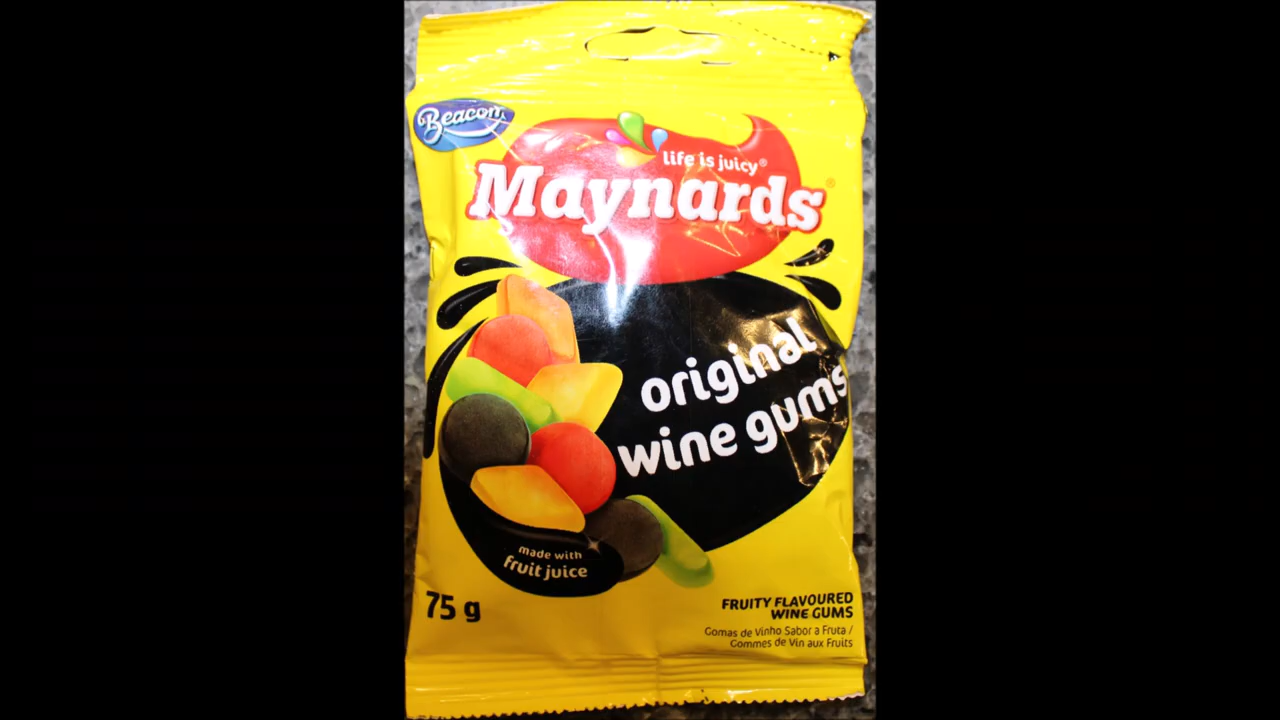 Beacon
life is juicy®
Maynards®
original
wine gums
made with
fruit juice
75 g
FRUITY FLAVOURED
WINE GUMS
Gomas de Vinho Sabor a Fruta /
Gommes de Vin aux Fruits